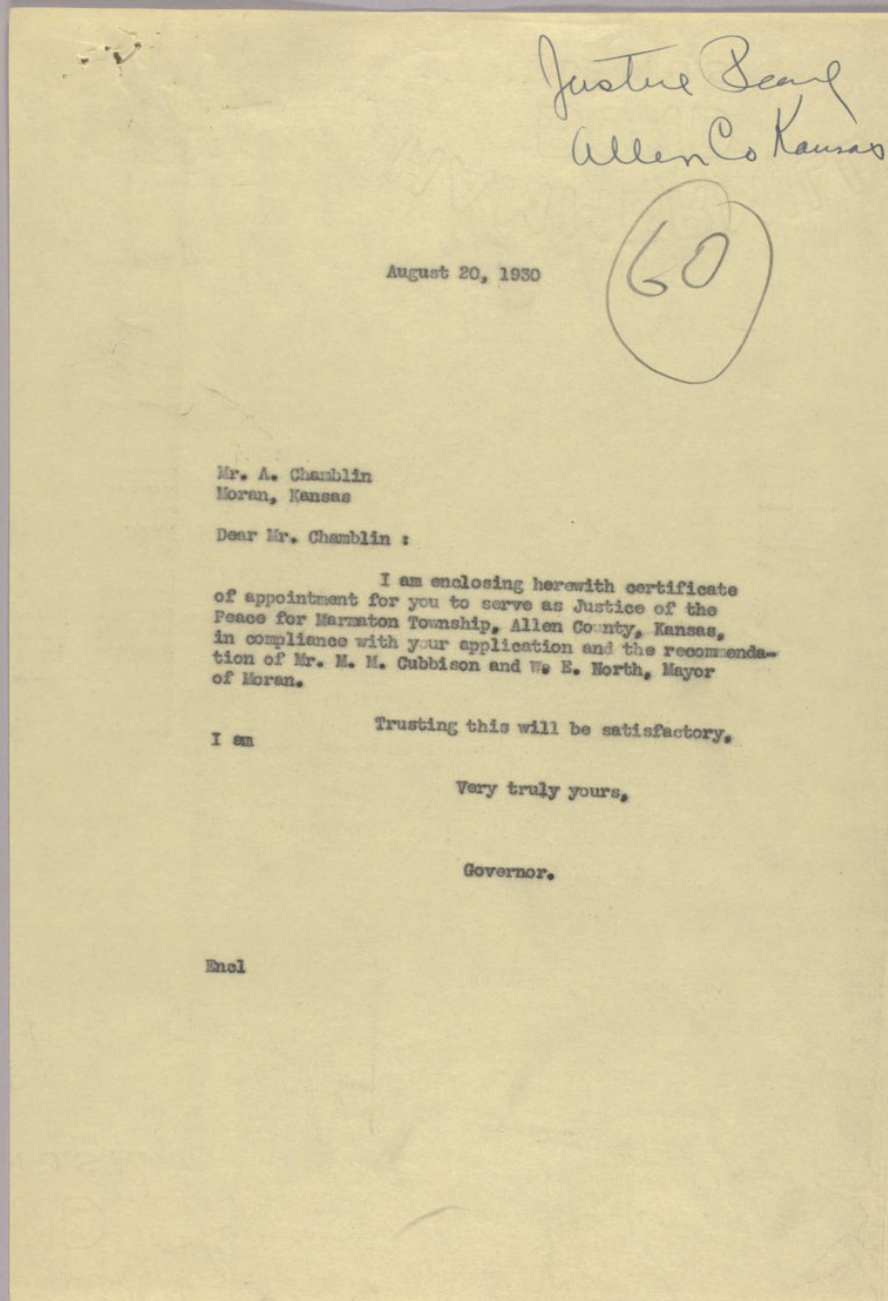 Justice Peace
Allen Co Kansas
60
August 20, 1930
Mr. A. Chamblin
Moran, Kansas
Dear Mr. Chamblin :
I am enclosing herewith certificate
of appointment for you to serve as Justice of the
Peace for Marmaton Township, Allen County, Kansas,
in compliance with your application and the recommenda-
tion of Mr. M. M. Cubbison and W. E. North, Mayor
of Moran.
Trusting this will be satisfactory,
I am
Very truly yours,
Governor.
Encl